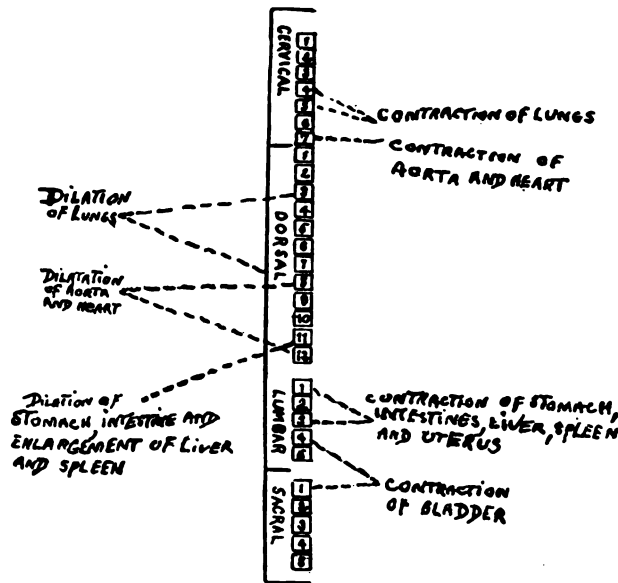 CERVICAL
1
2
3
4
5
6
7
CONTRACTION OF LUNGS
CONTRACTION OF
AORTA AND HEART
DORSAL
1
2
3
4
5
6
7
8
9
10
11
12
DILATION
OF LUNGS
DILATATION
OF AORTA
AND HEART
DILATION OF
STOMACH, INTESTINE AND
ENLARGEMENT OF LIVER
AND SPLEEN
LUMBAR
1
2
3
4
5
CONTRACTION OF STOMACH,
INTESTINES, LIVER, SPLEEN
AND UTERUS
SACRAL
1
2
3
4
5
CONTRACTION
OF BLADDER